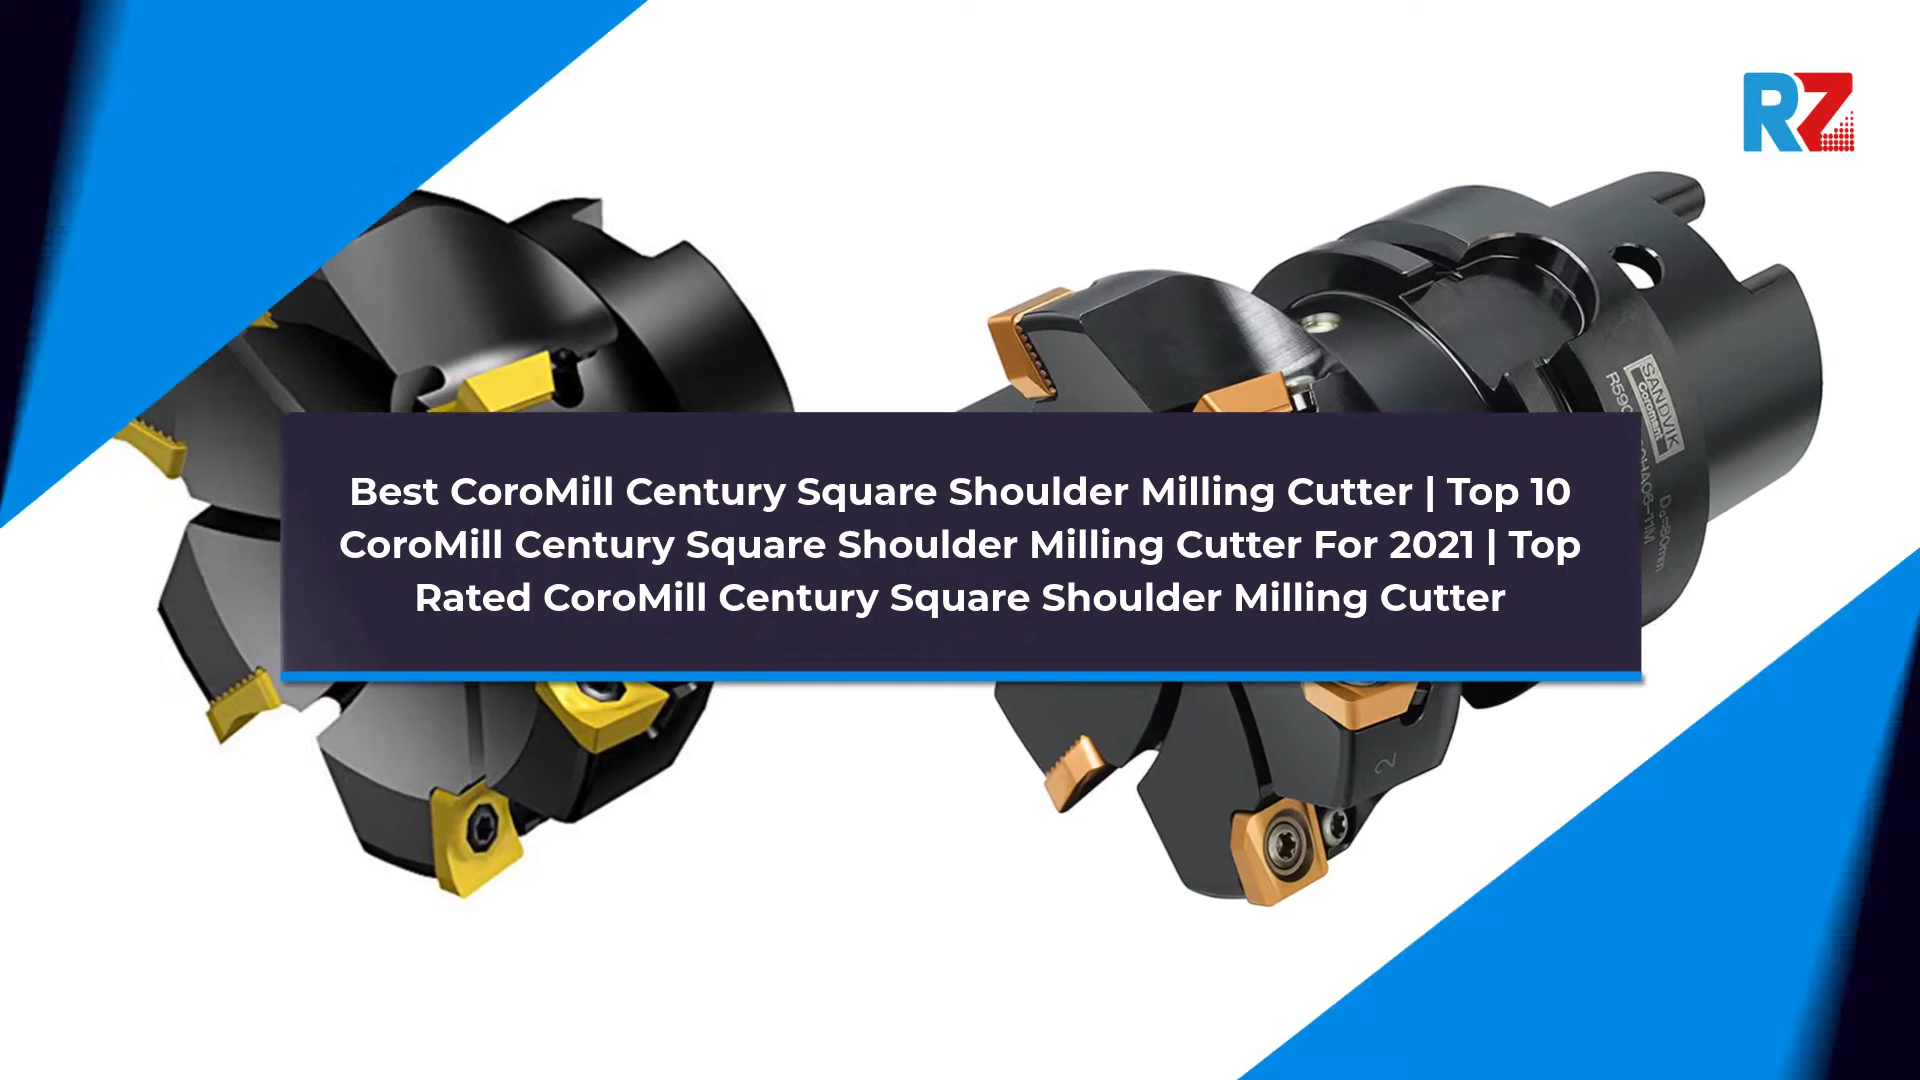 RZ
SANDVIK
Coromant
Best CoroMill Century Square Shoulder Milling Cutter | Top 10
CoroMill Century Square Shoulder Milling Cutter For 2021 | Top
Rated CoroMill Century Square Shoulder Milling Cutter
2